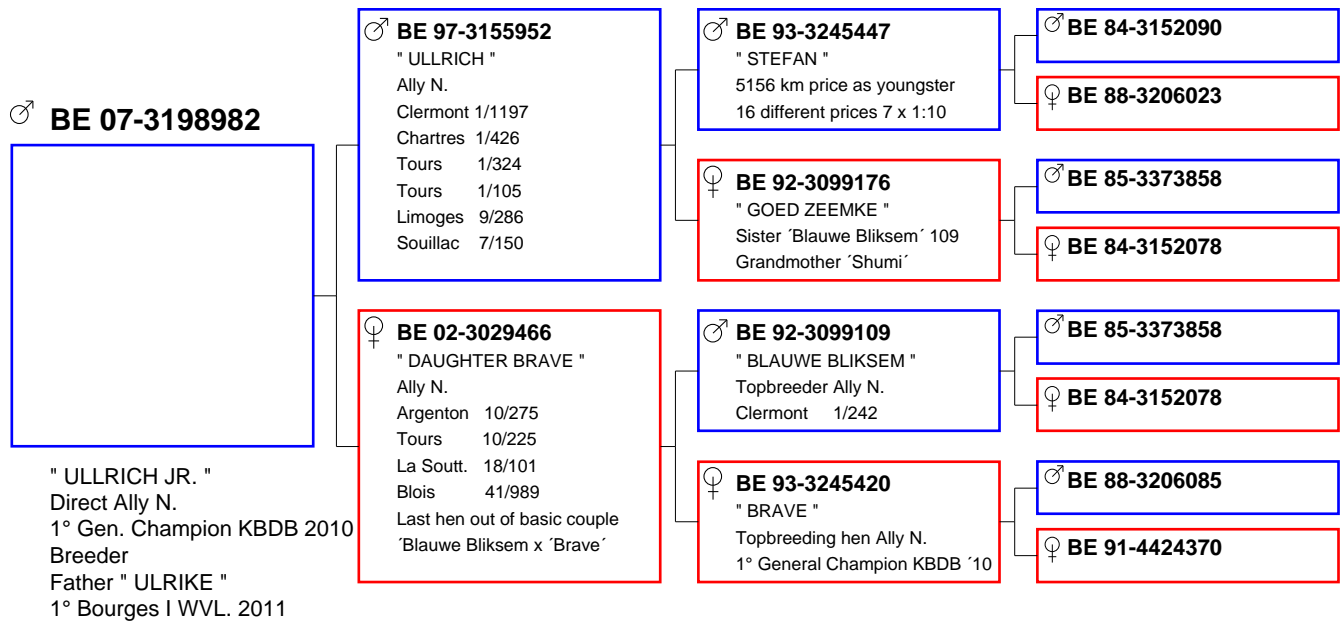 ♂ BE 07-3198982
" ULLRICH JR. "
Direct Ally N.
1° Gen. Champion KBDB 2010
Breeder
Father " ULRIKE "
1° Bourges I WVL. 2011
♂ BE 97-3155952
" ULLRICH "
Ally N.
Clermont 1/1197
Chartres 1/426
Tours 1/324
Tours 1/105
Limoges 9/286
Souillac 7/150
♀ BE 02-3029466
" DAUGHTER BRAVE "
Ally N.
Argenton 10/275
Tours 10/225
La Soutt. 18/101
Blois 41/989
Last hen out of basic couple
´Blauwe Bliksem x ´Brave´
♂ BE 93-3245447
" STEFAN "
5156 km price as youngster
16 different prices 7 x 1:10
♀ BE 92-3099176
" GOED ZEEMKE "
Sister ´Blauwe Bliksem´ 109
Grandmother ´Shumi´
♂ BE 92-3099109
" BLAUWE BLIKSEM "
Topbreeder Ally N.
Clermont 1/242
♀ BE 93-3245420
" BRAVE "
Topbreeding hen Ally N.
1° General Champion KBDB ´10
♂ BE 84-3152090
♀ BE 88-3206023
♂ BE 85-3373858
♀ BE 84-3152078
♂ BE 85-3373858
♀ BE 84-3152078
♂ BE 88-3206085
♀ BE 91-4424370